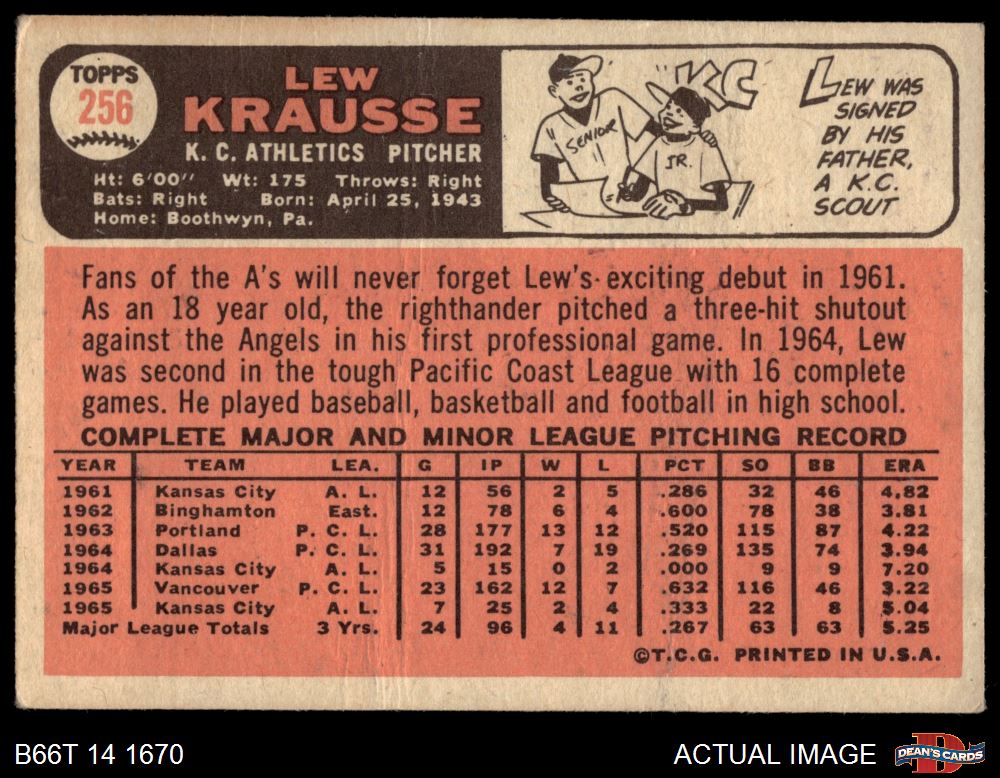 TOPPS
256
LEW
KRAUSSE
K. C. ATHLETICS PITCHER
Ht: 6'00" Wt: 175 Throws: Right
Bats: Right Born: April 25, 1943
Home: Boothwyn, Pa.
SENIOR
JR.
KC
LEW WAS
SIGNED
BY HIS
FATHER,
A K.C.
SCOUT
Fans of the A's will never forget Lew's exciting debut in 1961.
As an 18 year old, the righthander pitched a three-hit shutout
against the Angels in his first professional game. In 1964, Lew
was second in the tough Pacific Coast League with 16 complete
games. He played baseball, basketball and football in high school.
COMPLETE MAJOR AND MINOR LEAGUE PITCHING RECORD
YEAR TEAM LEA. G IP W L PCT SO BB ERA
1961 Kansas City A. L. 12 56 2 5 .286 32 46 4.82
1962 Binghamton East. 12 78 6 4 .600 78 38 3.81
1963 Portland P. C. L. 28 177 13 12 .520 115 87 4.22
1964 Dallas P. C. L. 31 192 7 19 .269 135 74 3.94
1964 Kansas City A. L. 5 15 0 2 .000 9 9 7.20
1965 Vancouver P. C. L. 23 162 12 7 .632 116 46 3.22
1965 Kansas City A. L. 7 25 2 4 .333 22 8 5.04
Major League Totals 3 Yrs. 24 96 4 11 .267 63 63 5.25
©T.C.G. PRINTED IN U.S.A.
B66T 14 1670
ACTUAL IMAGE
DEAN'S CARDS